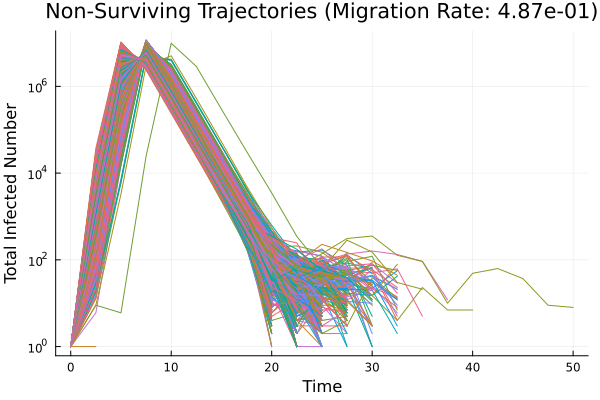 Non-Surviving Trajectories (Migration Rate: 4.87e-01)
Total Infected Number
10^6
10^4
10^2
10^0
0 10 20 30 40 50
Time